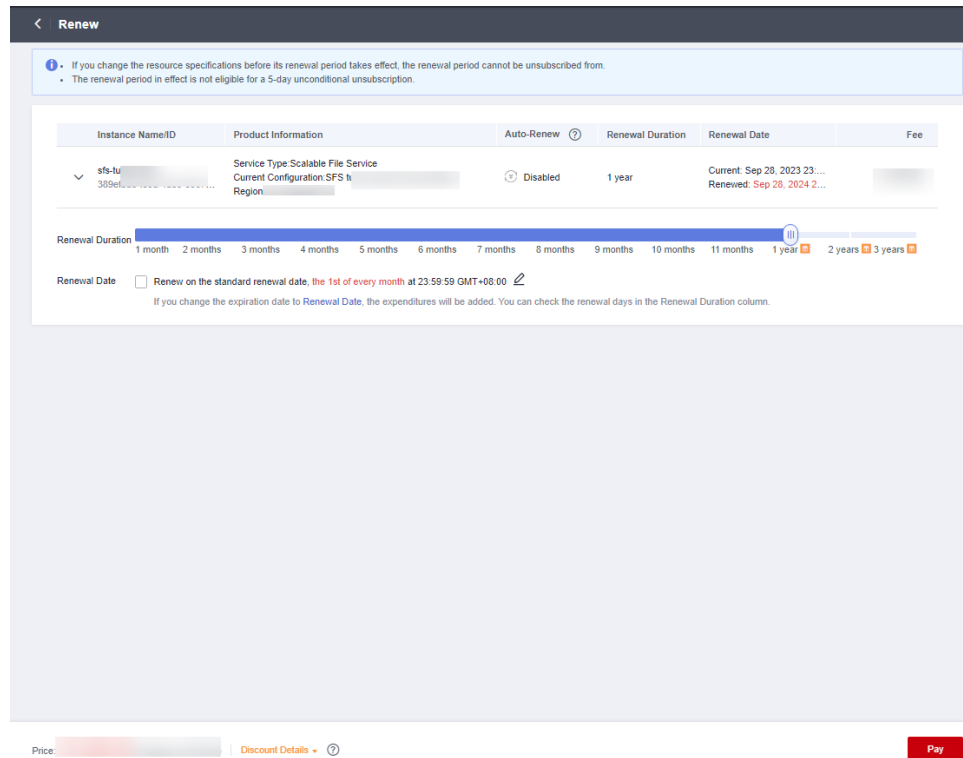 Renew
If you change the resource specifications before its renewal period takes effect, the renewal period cannot be unsubscribed from.
The renewal period in effect is not eligible for a 5-day unconditional unsubscription.
Instance Name/ID Product Information Auto-Renew ? Renewal Duration Renewal Date Fee
sfs-tu
Service Type:Scalable File Service
Current Configuration:SFS
Region
Disabled
1 year
Current: Sep 28, 2023 23:...
Renewed: Sep 28, 2024 2...
Renewal Duration
1 month 2 months 3 months 4 months 5 months 6 months 7 months 8 months 9 months 10 months 11 months 1 year 2 years 3 years
Renewal Date Renew on the standard renewal date, the 1st of every month at 23:59:59 GMT+08:00
If you change the expiration date to Renewal Date, the expenditures will be added. You can check the renewal days in the Renewal Duration column.
Price: Discount Details ? Pay